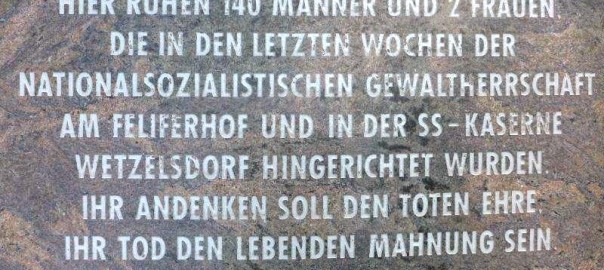 HIER RUHEN 140 MÄNNER UND 2 FRAUEN,
DIE IN DEN LETZTEN WOCHEN DER
NATIONALSOZIALISTISCHEN GEWALTHERRSCHAFT
AM FELIFERHOF UND IN DER SS-KASERNE
WETZELSDORF HINGERICHTET WURDEN.
IHR ANDENKEN SOLL DEN TOTEN EHRE,
IHR TOD DEN LEBENDEN MAHNUNG SEIN.